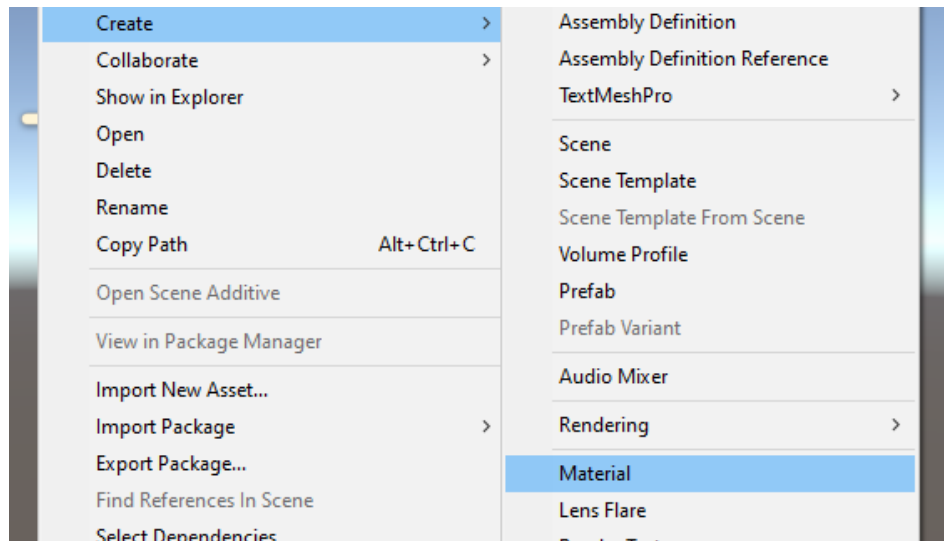 Create
Collaborate
Show in Explorer
Open
Delete
Rename
Copy Path Alt+Ctrl+C
Open Scene Additive
View in Package Manager
Import New Asset...
Import Package
Export Package...
Find References In Scene
Select Dependencies
Assembly Definition
Assembly Definition Reference
TextMeshPro
Scene
Scene Template
Scene Template From Scene
Volume Profile
Prefab
Prefab Variant
Audio Mixer
Rendering
Material
Lens Flare